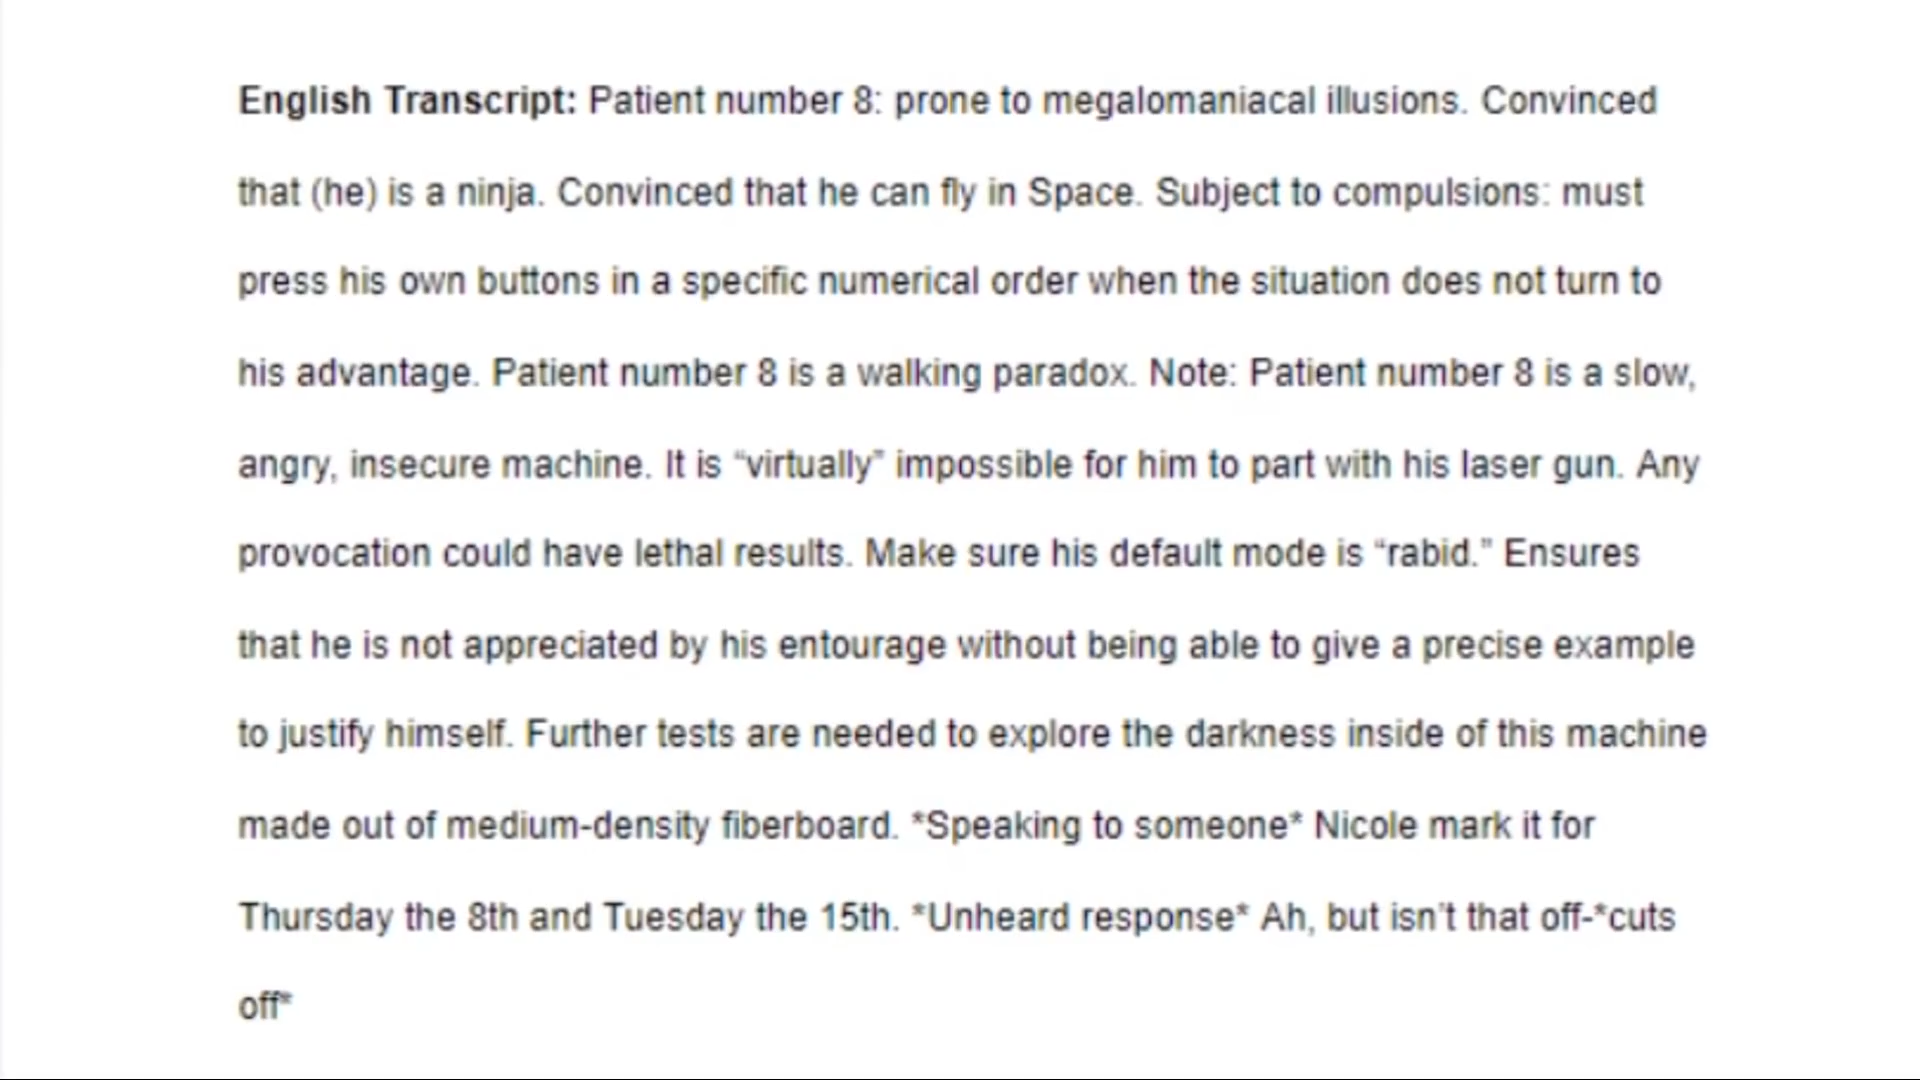 English Transcript: Patient number 8: prone to megalomaniacal illusions. Convinced
that (he) is a ninja. Convinced that he can fly in Space. Subject to compulsions: must
press his own buttons in a specific numerical order when the situation does not turn to
his advantage. Patient number 8 is a walking paradox. Note: Patient number 8 is a slow,
angry, insecure machine. It is “virtually” impossible for him to part with his laser gun. Any
provocation could have lethal results. Make sure his default mode is “rabid.” Ensures
that he is not appreciated by his entourage without being able to give a precise example
to justify himself. Further tests are needed to explore the darkness inside of this machine
made out of medium-density fiberboard. *Speaking to someone* Nicole mark it for
Thursday the 8th and Tuesday the 15th. *Unheard response* Ah, but isn’t that off-*cuts
off*